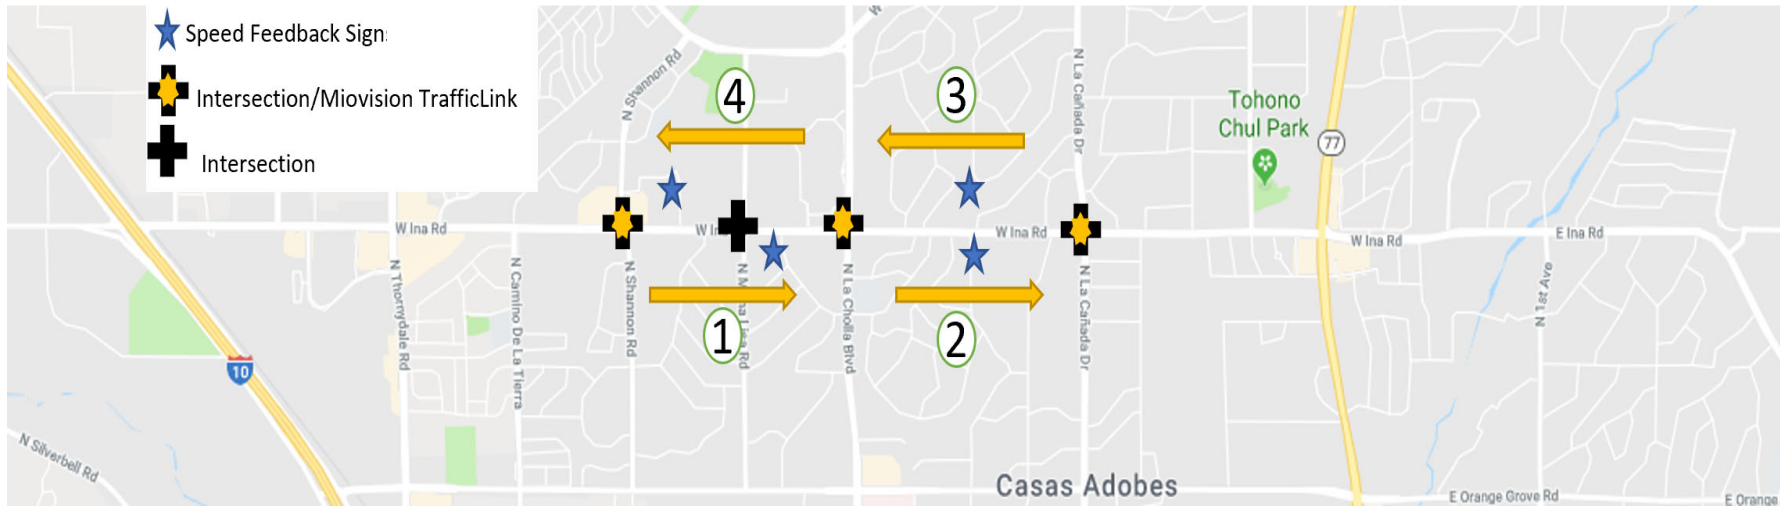 Speed Feedback Sign:
Intersection/Miovision TrafficLink
Intersection
4
3
N Shannon Rd
W
N La Cañada Dr
Tohono
Chul Park
77
W Ina Rd
W In
W Ina Rd
W Ina Rd
E Ina Rd
N Thornydale Rd
N Camino De La Tierra
N Shannon Rd
N La Cholla Blvd
N La Cañada Dr
N 1st Ave
1
2
10
N Silverbell Rd
Casas Adobes
E Orange Grove Rd
E Orange